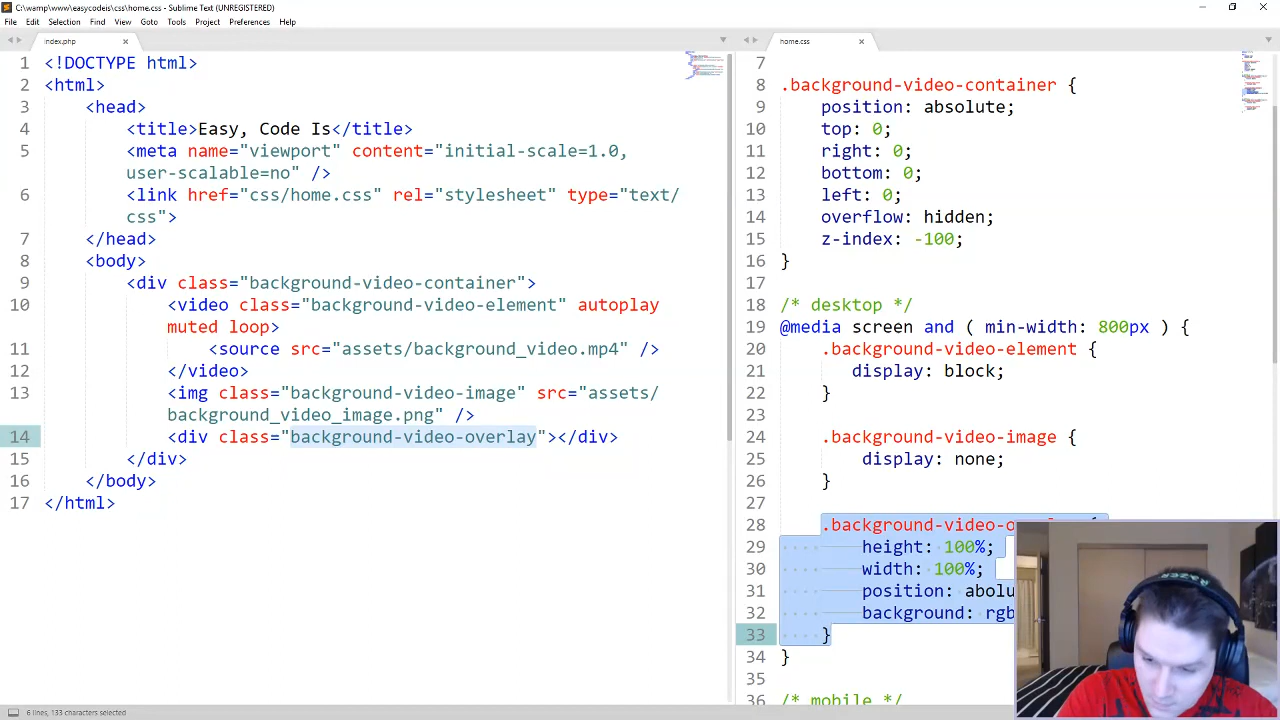 C:\wamp\www\easycodeis\css\home.css - Sublime Text (UNREGISTERED)
File Edit Selection Find View Goto Tools Project Preferences Help
index.php
1 <!DOCTYPE html>
2 <html>
3 <head>
4 <title>Easy, Code Is</title>
5 <meta name="viewport" content="initial-scale=1.0,
user-scalable=no" />
6 <link href="css/home.css" rel="stylesheet" type="text/
css">
7 </head>
8 <body>
9 <div class="background-video-container">
10 <video class="background-video-element" autoplay
muted loop>
11 <source src="assets/background_video.mp4" />
12 </video>
13 <img class="background-video-image" src="assets/
background_video_image.png" />
14 <div class="background-video-overlay"></div>
15 </div>
16 </body>
17 </html>
home.css
7
8 .background-video-container {
9 position: absolute;
10 top: 0;
11 right: 0;
12 bottom: 0;
13 left: 0;
14 overflow: hidden;
15 z-index: -100;
16 }
17
18 /* desktop */
19 @media screen and ( min-width: 800px ) {
20 .background-video-element {
21 display: block;
22 }
23
24 .background-video-image {
25 display: none;
26 }
27
28 .background-video-o
29 height: 100%;
30 width: 100%;
31 position: abolu
32 background: rgb
33 }
34 }
35
36 /* mobile */
6 lines, 133 characters selected